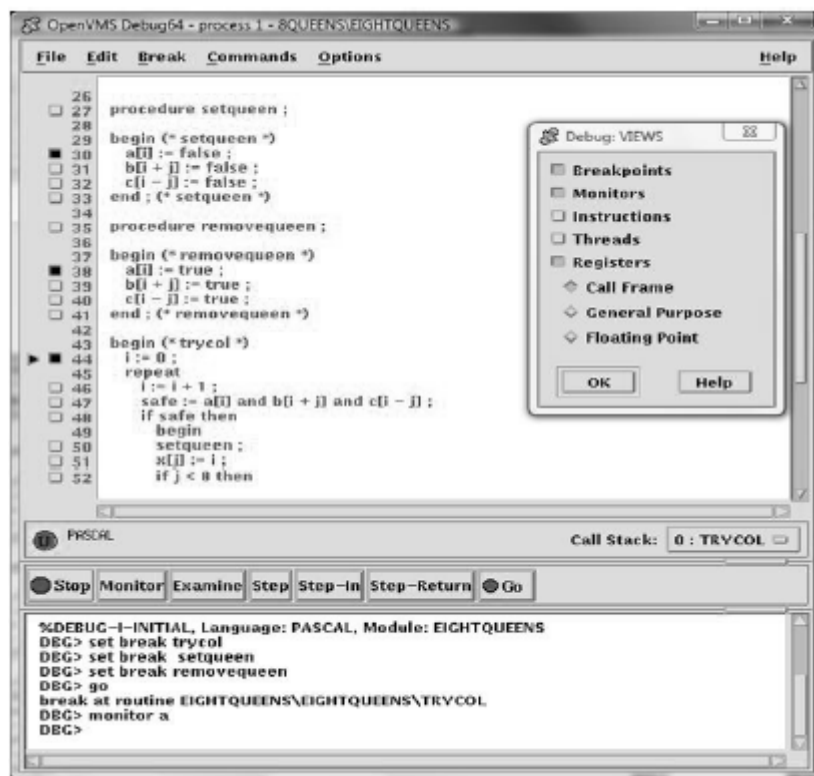 OpenVMS Debug64 - process 1 - 8QUEENS\EIGHTQUEENS
File Edit Break Commands Options Help
26
27 procedure setqueen ;
28
29 begin (* setqueen *)
30 a[i] := false ;
31 b[i + j] := false ;
32 c[i - j] := false ;
33 end ; (* setqueen *)
34
35 procedure removequeen ;
36
37 begin (* removequeen *)
38 a[i] := true ;
39 b[i + j] := true ;
40 c[i - j] := true ;
41 end ; (* removequeen *)
42
43 begin (* trycol *)
44 i := 0 ;
45 repeat
46 i := i + 1 ;
47 safe := a[i] and b[i + j] and c[i - j] ;
48 if safe then
49 begin
50 setqueen ;
51 x[j] := i ;
52 if j < 8 then
Debug: VIEWS
Breakpoints
Monitors
Instructions
Threads
Registers
Call Frame
General Purpose
Floating Point
OK Help
PASCAL
Call Stack: 0 : TRYCOL
Stop Monitor Examine Step Step-In Step-Return Go
%DEBUG-I-INITIAL, Language: PASCAL, Module: EIGHTQUEENS
DBG> set break trycol
DBG> set break setqueen
DBG> set break removequeen
DBG> go
break at routine EIGHTQUEENS\EIGHTQUEENS\TRYCOL
DBG> monitor a
DBG>